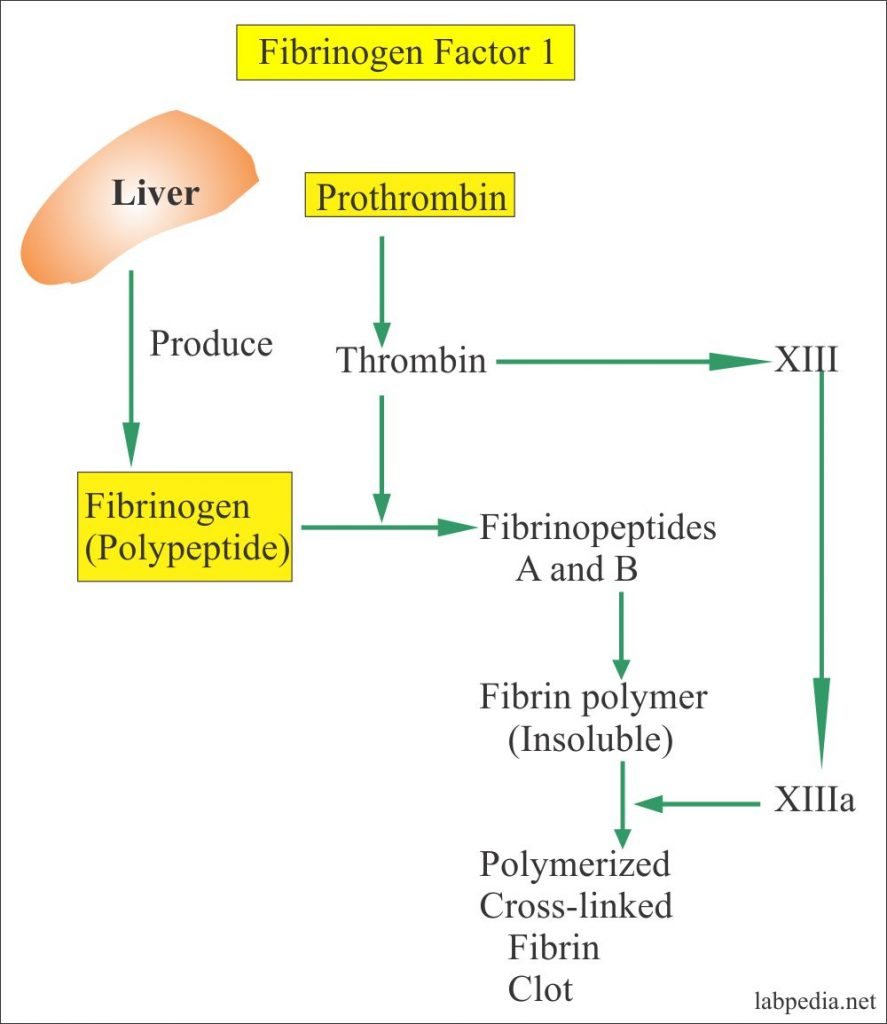 Fibrinogen Factor 1
Liver
Prothrombin
Produce
Thrombin
XIII
Fibrinogen
(Polypeptide)
Fibrinopeptides
A and B
Fibrin polymer
(Insoluble)
XIIIa
Polymerized
Cross-linked
Fibrin
Clot
labpedia.net